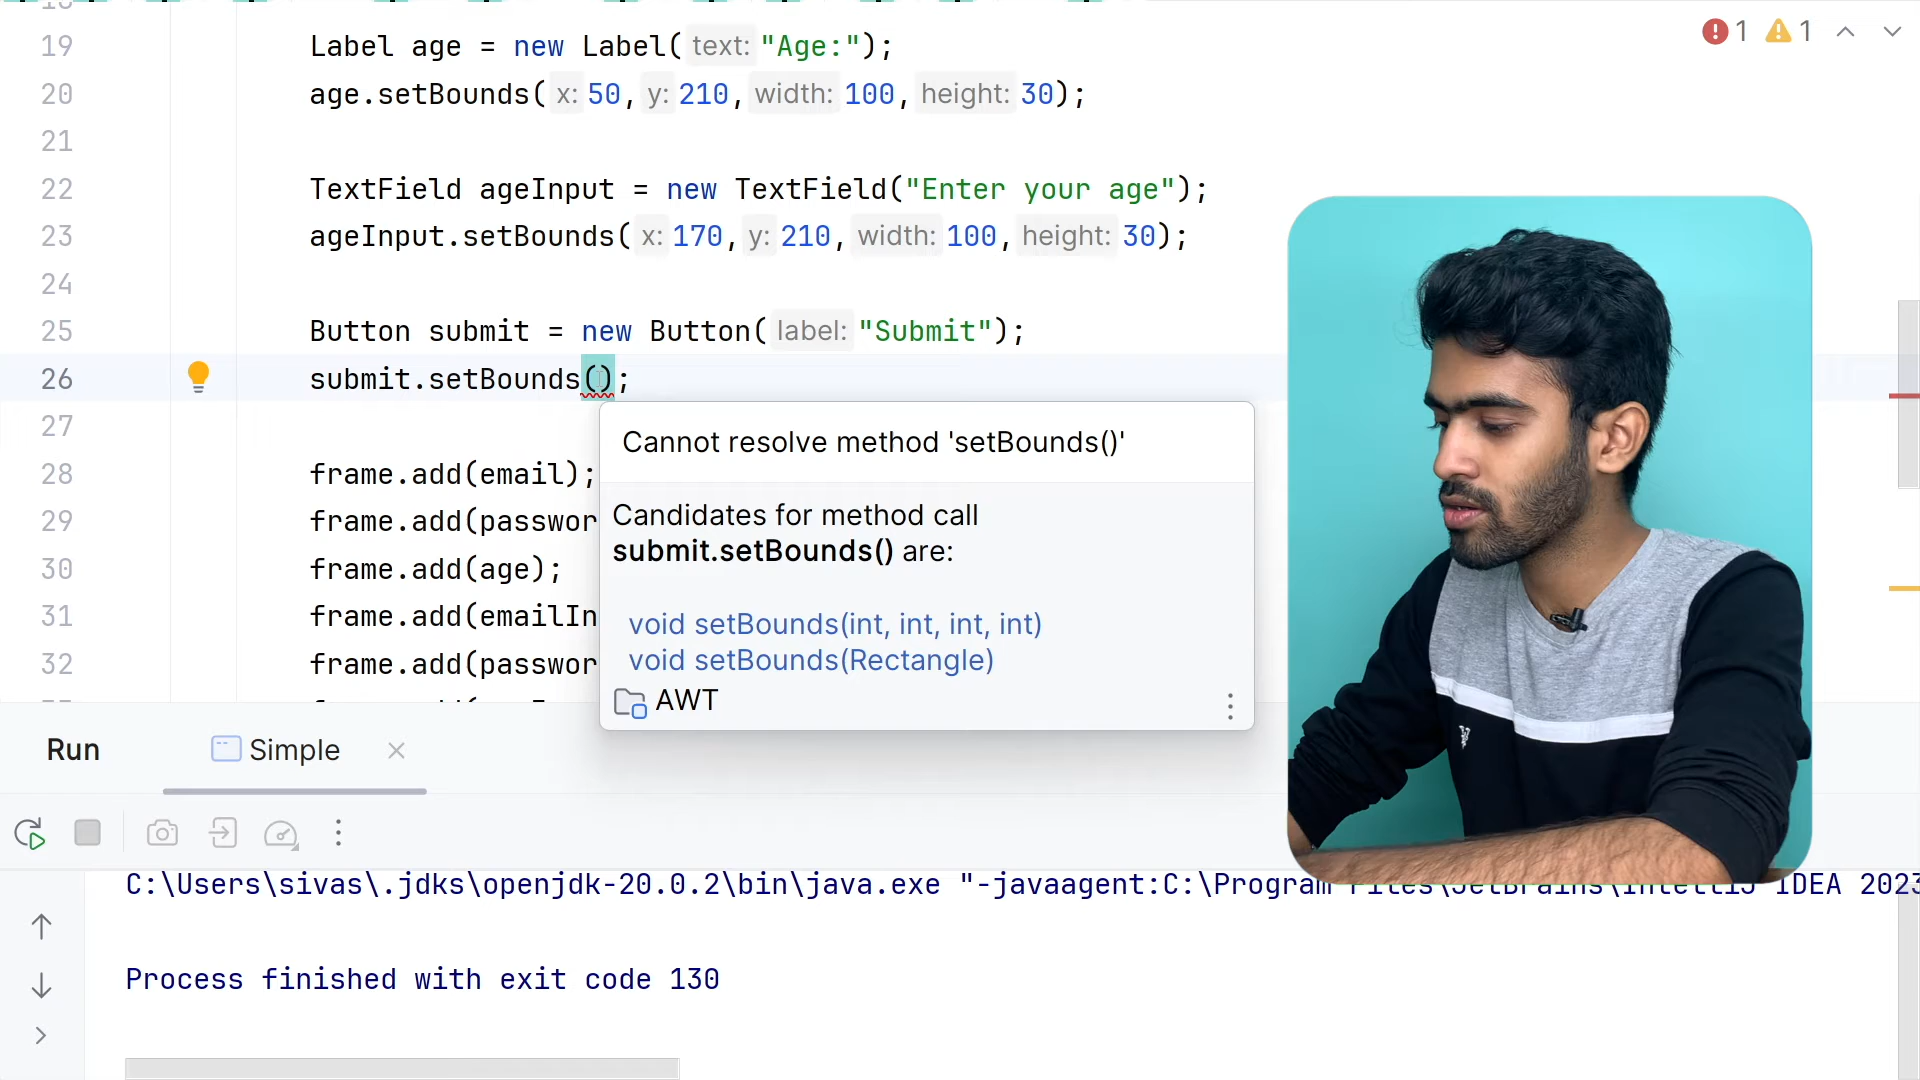 19 Label age = new Label( text: "Age:");
20 age.setBounds( x: 50, y: 210, width: 100, height: 30);
21
22 TextField ageInput = new TextField("Enter your age");
23 ageInput.setBounds( x: 170, y: 210, width: 100, height: 30);
24
25 Button submit = new Button( label: "Submit");
26 submit.setBounds();
27
28 frame.add(email);
29 frame.add(passwor
30 frame.add(age);
31 frame.add(emailIn
32 frame.add(passwor
1 1
Cannot resolve method 'setBounds()'
Candidates for method call
submit.setBounds() are:
void setBounds(int, int, int, int)
void setBounds(Rectangle)
AWT
Run Simple
C:\Users\sivas\.jdks\openjdk-20.0.2\bin\java.exe "-javaagent:C:\Program Files\JetBrains\IntelliJ IDEA 2023
Process finished with exit code 130